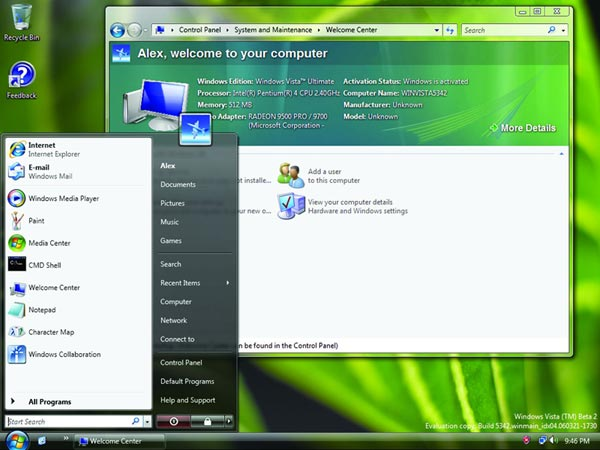 Recycle Bin
Feedback
Control Panel
System and Maintenance
Welcome Center
Search
Alex, welcome to your computer
Windows Edition: Windows Vista™ Ultimate
Processor: Intel(R) Pentium(R) 4 CPU 2.40GHz
Memory: 512 MB
o Adapter: RADEON 9500 PRO / 9700
(Microsoft Corporation -
Activation Status: Windows is activated
Computer Name: WINVISTA5342
Manufacturer: Unknown
Model: Unknown
More Details
not installe...
Add a user
to this computer
your new o...
View your computer details
Hardware and Windows settings
can be found in the Control Panel)
Internet
Internet Explorer
E-mail
Windows Mail
Windows Media Player
Paint
Media Center
CMD Shell
Welcome Center
Notepad
Character Map
Windows Collaboration
All Programs
Start Search
Alex
Documents
Pictures
Music
Games
Search
Recent Items
Computer
Network
Connect to
Control Panel
Default Programs
Help and Support
Windows Vista (TM) Beta 2
Evaluation copy. Build 5342.winmain_idx04.060321-1730
Welcome Center
9:46 PM